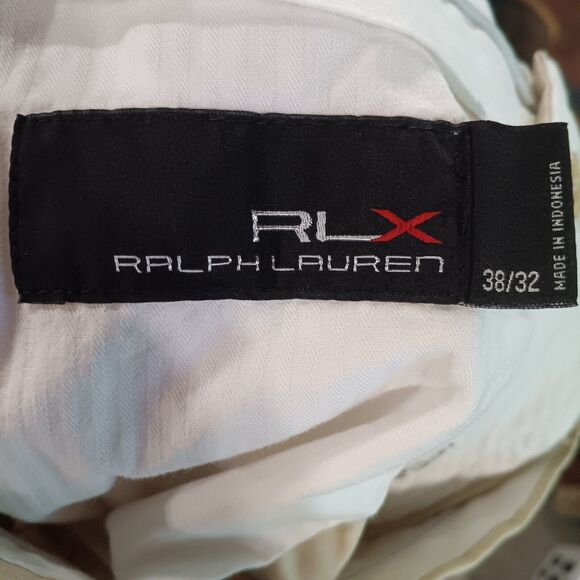 RLX
RALPH LAUREN
38/32
MADE IN INDONESIA